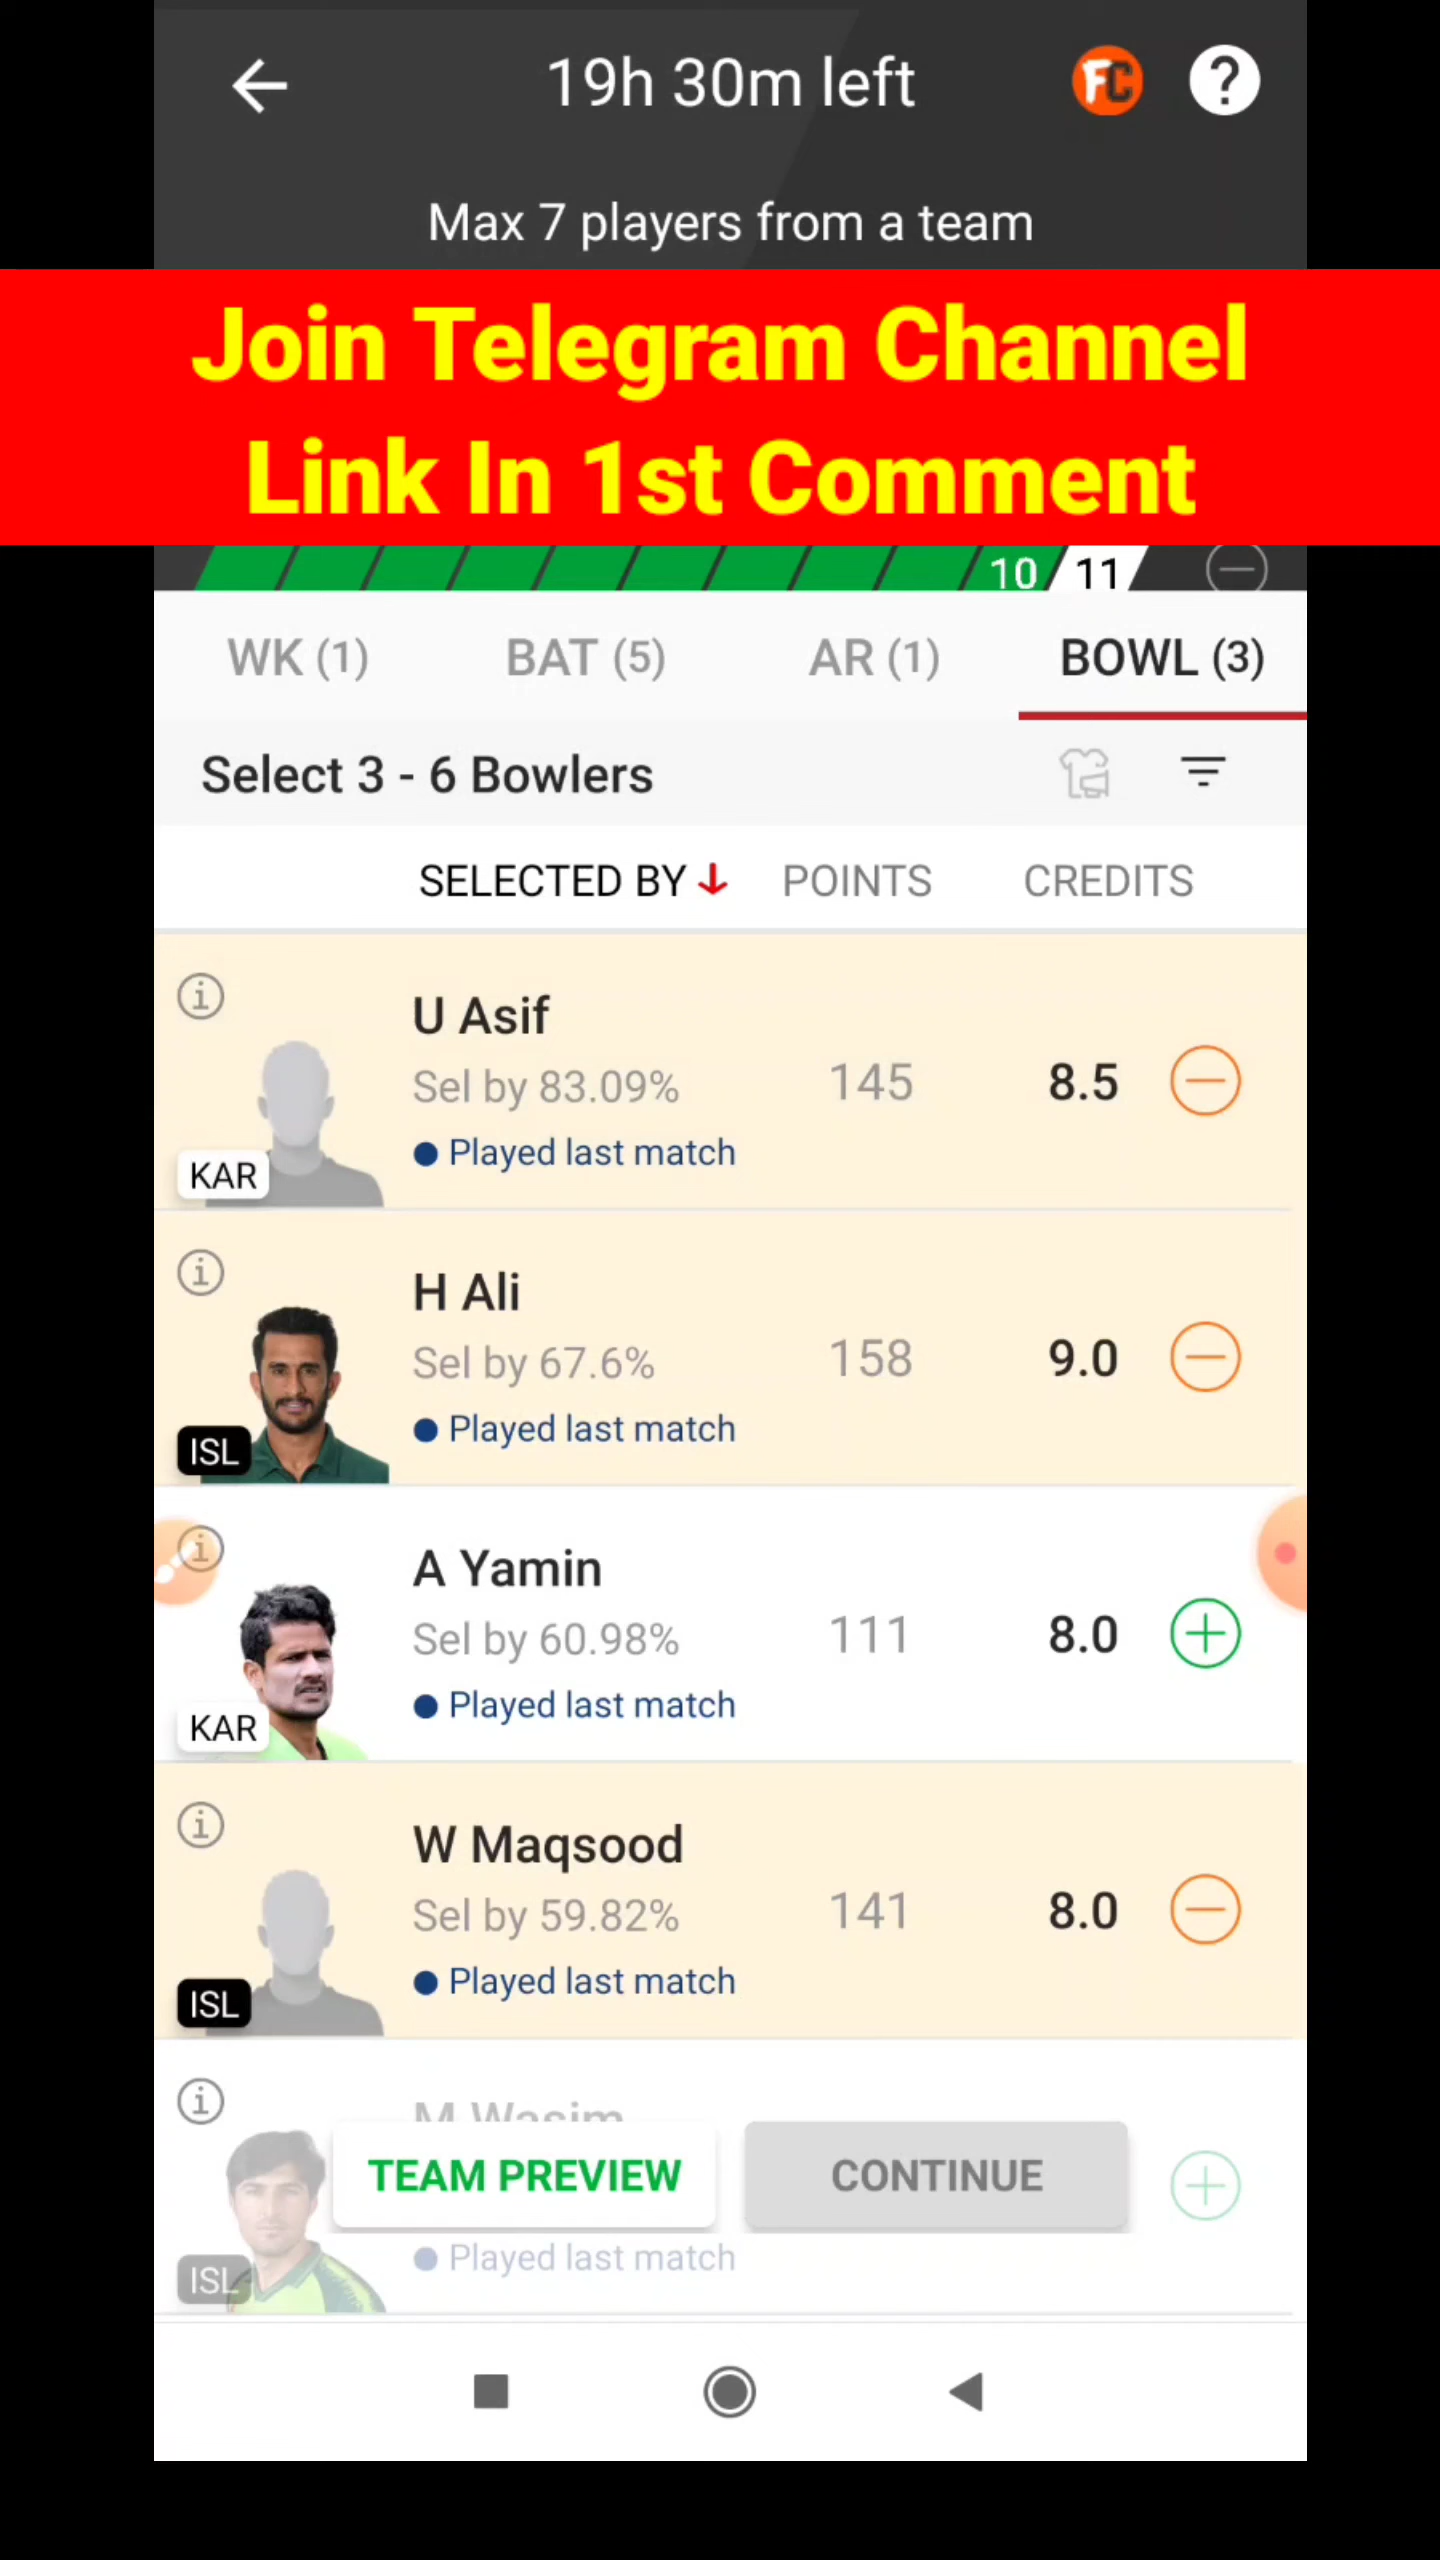 19h 30m left
FC
?
Max 7 players from a team
Join Telegram Channel
Link In 1st Comment
10 11
WK (1) BAT (5) AR (1) BOWL (3)
Select 3 - 6 Bowlers
SELECTED BY POINTS CREDITS
U Asif
Sel by 83.09% 145 8.5
Played last match
KAR
H Ali
Sel by 67.6% 158 9.0
Played last match
ISL
A Yamin
Sel by 60.98% 111 8.0
Played last match
KAR
W Maqsood
Sel by 59.82% 141 8.0
Played last match
ISL
M Wasim
TEAM PREVIEW CONTINUE
Played last match
ISL